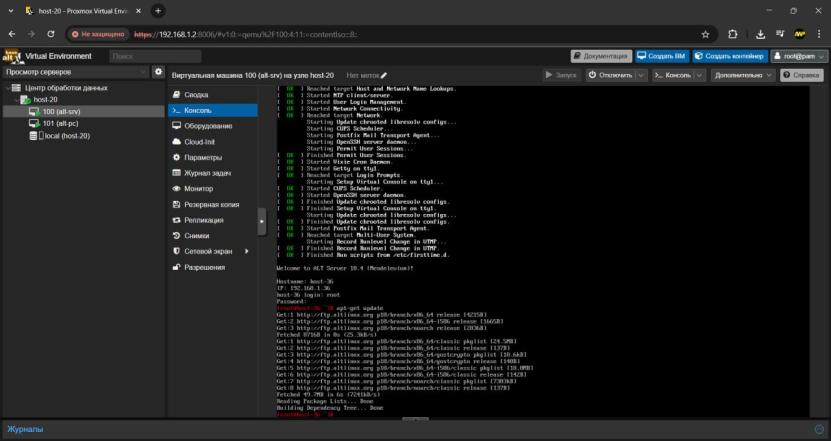 host-20 - Proxmox Virtual Envir
Не защищено https://192.168.1.2:8006/#v1:0:=qemu%2F100:4:11:=contentIso::8::
Virtual Environment Поиск Документация Создать ВМ Создать контейнер root@pam
Просмотр серверов
Виртуальная машина 100 (alt-srv) на узле host-20 Нет меток Запуск Отключить Консоль Дополнительно Справка
Центр обработки данных
host-20
100 (alt-srv)
101 (alt-pc)
local (host-20)
Сводка
Консоль
Оборудование
Cloud-Init
Параметры
Журнал задач
Монитор
Резервная копия
Репликация
Снимки
Сетевой экран
Разрешения
[ OK ] Reached target Host and Network Name Lookups.
[ OK ] Started NTP client/server.
[ OK ] Started User Login Management.
[ OK ] Started Network Connectivity.
[ OK ] Reached target Network.
Starting Update chrooted libresolv configs...
Starting CUPS Scheduler...
Starting Postfix Mail Transport Agent...
Starting OpenSSH server daemon...
Starting Permit User Sessions...
[ OK ] Finished Permit User Sessions.
[ OK ] Started Vixie Cron Daemon.
[ OK ] Started Getty on tty1.
[ OK ] Reached target Login Prompts.
Starting Setup Virtual Console on tty1...
[ OK ] Started CUPS Scheduler.
[ OK ] Started OpenSSH server daemon.
[ OK ] Finished Update chrooted libresolv configs.
[ OK ] Finished Setup Virtual Console on tty1.
Starting Update chrooted libresolv configs...
[ OK ] Finished Update chrooted libresolv configs.
[ OK ] Started Postfix Mail Transport Agent.
[ OK ] Reached target Multi-User System.
Starting Record Runlevel Change in UTMP...
[ OK ] Finished Record Runlevel Change in UTMP.
[ OK ] Finished Run scripts from /etc/firsttime.d.
Welcome to ALT Server 10.4 (Mendelevium)!
Hostname: host-36
IP: 192.168.1.36
host-36 login: root
Password:
[root@host-36 ~]# apt-get update
Get:1 http://ftp.altlinux.org p10/branch/x86_64 release [4215B]
Get:2 http://ftp.altlinux.org p10/branch/x86_64-i586 release [1665B]
Get:3 http://ftp.altlinux.org p10/branch/noarch release [2836B]
Fetched 8716B in 0s (25.3kB/s)
Get:1 http://ftp.altlinux.org p10/branch/x86_64/classic pkglist [24.5MB]
Get:2 http://ftp.altlinux.org p10/branch/x86_64/classic release [137B]
Get:3 http://ftp.altlinux.org p10/branch/x86_64/gostcrypto pkglist [18.6kB]
Get:4 http://ftp.altlinux.org p10/branch/x86_64/gostcrypto release [140B]
Get:5 http://ftp.altlinux.org p10/branch/x86_64-i586/classic pkglist [18.0MB]
Get:6 http://ftp.altlinux.org p10/branch/x86_64-i586/classic release [142B]
Get:7 http://ftp.altlinux.org p10/branch/noarch/classic pkglist [7303kB]
Get:8 http://ftp.altlinux.org p10/branch/noarch/classic release [137B]
Fetched 49.7MB in 6s (7241kB/s)
Reading Package Lists... Done
Building Dependency Tree... Done
[root@host-36 ~]#
Журналы